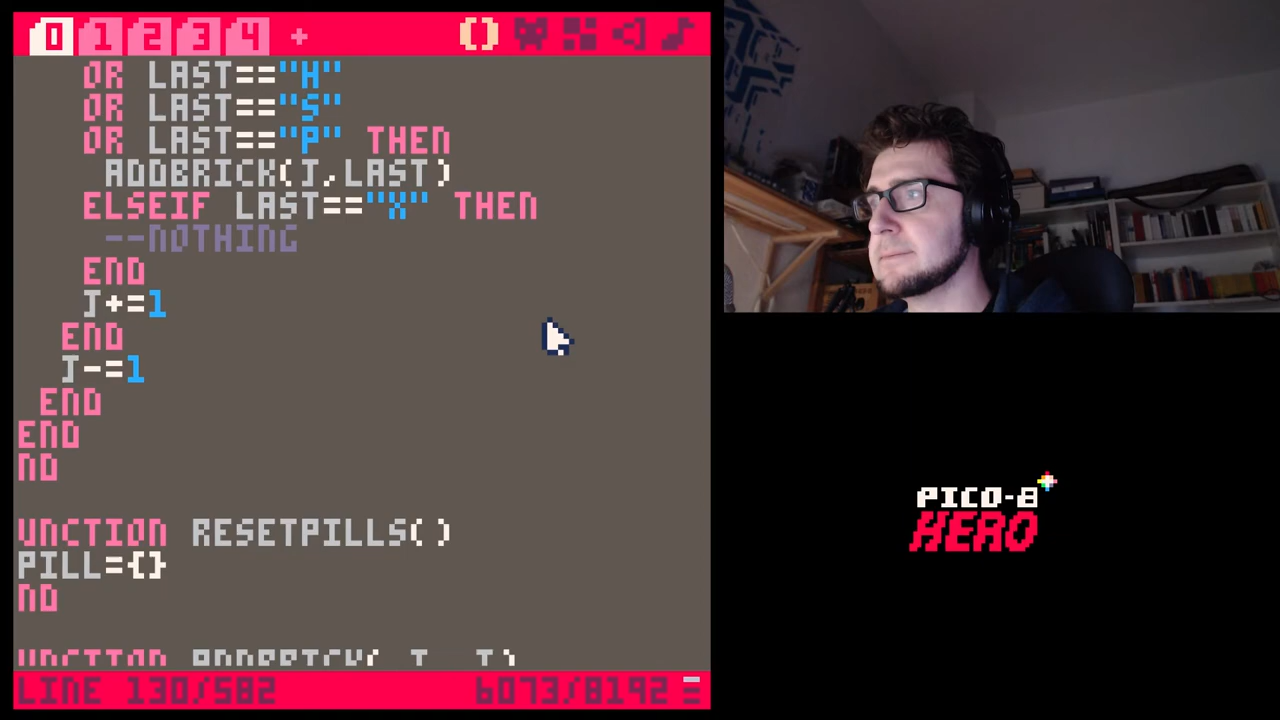 0 1 2 3 4 +
OR LAST=="H"
OR LAST=="S"
OR LAST=="P" THEN
ADDBRICK(J,LAST)
ELSEIF LAST=="X" THEN
--NOTHING
END
J+=1
END
J-=1
END
END
ND
UNCTION RESETPILLS()
PILL={}
ND
UNCTION
LINE 130/582 6073/8192
PICO-8
HERO